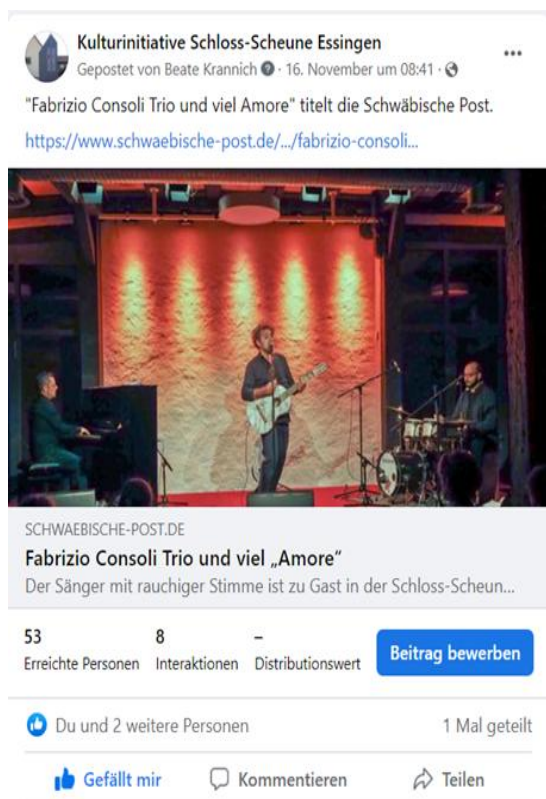 Kulturinitiative Schloss-Scheune Essingen
Gepostet von Beate Krannich · 16. November um 08:41 ·
"Fabrizio Consoli Trio und viel Amore" titelt die Schwäbische Post.
https://www.schwaebische-post.de/.../fabrizio-consoli...
SCHWAEBISCHE-POST.DE
Fabrizio Consoli Trio und viel „Amore“
Der Sänger mit rauchiger Stimme ist zu Gast in der Schloss-Scheun...
53 8 –
Erreichte Personen Interaktionen Distributionswert
Beitrag bewerben
Du und 2 weitere Personen 1 Mal geteilt
Gefällt mir Kommentieren Teilen